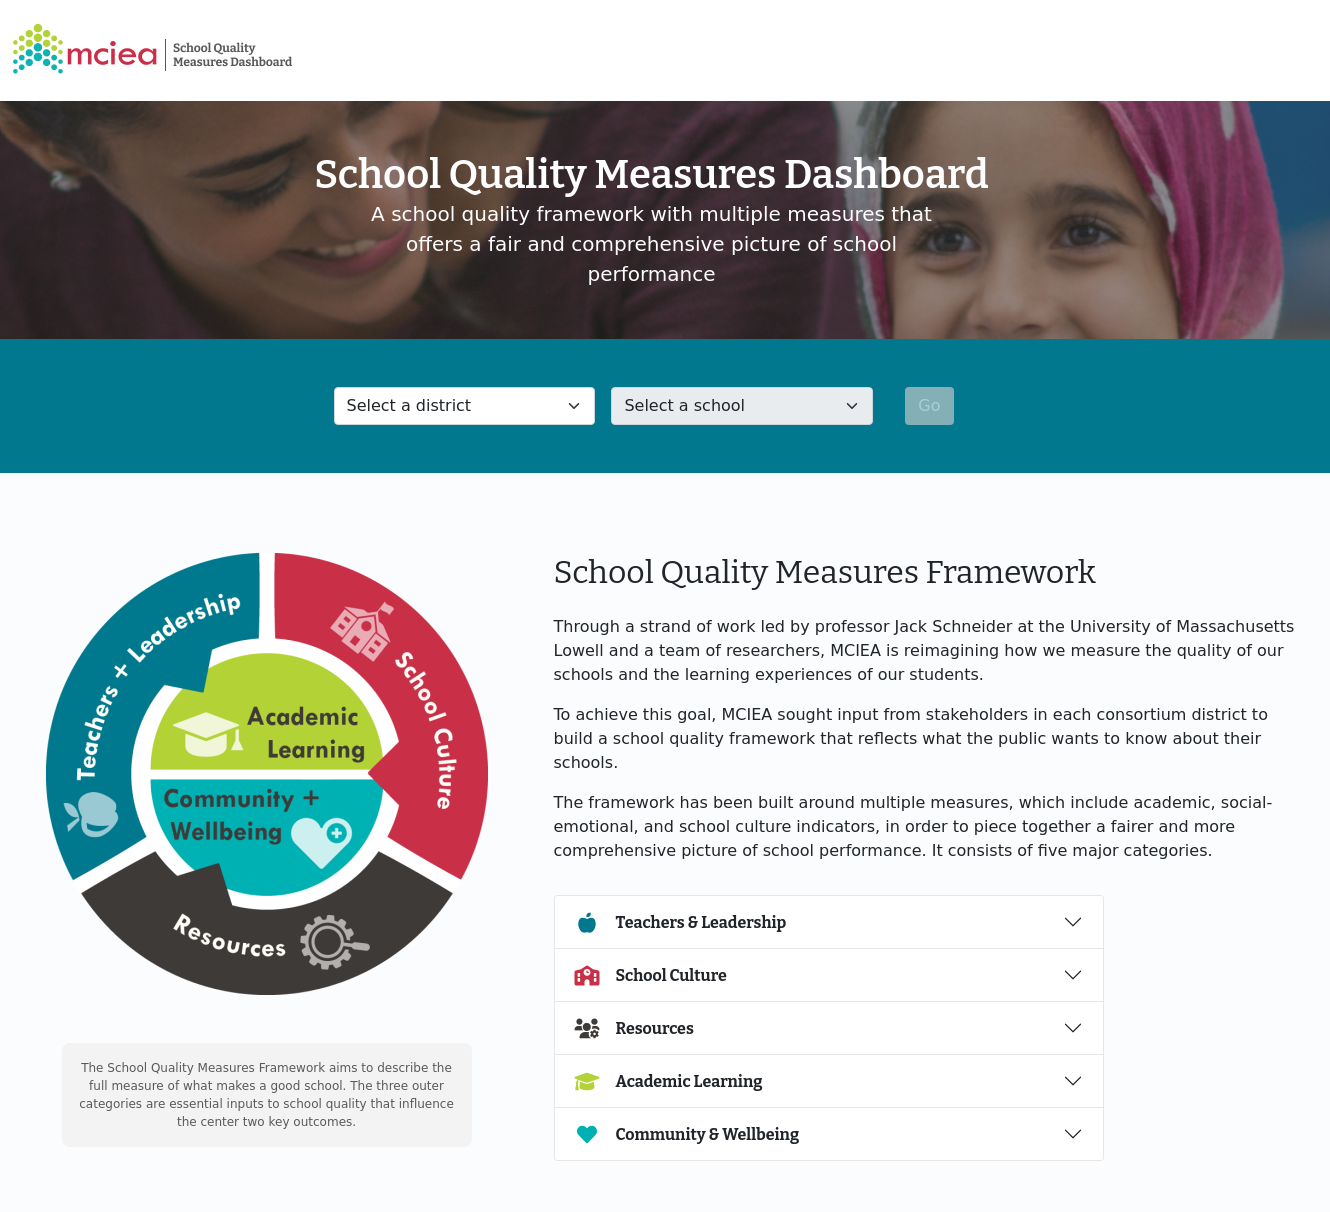 mciea
School Quality
Measures Dashboard
School Quality Measures Dashboard
A school quality framework with multiple measures that
offers a fair and comprehensive picture of school
performance
Select a district
Select a school
Go
Teachers + Leadership
School Culture
Academic
Learning
Community +
Wellbeing
Resources
The School Quality Measures Framework aims to describe the
full measure of what makes a good school. The three outer
categories are essential inputs to school quality that influence
the center two key outcomes.
School Quality Measures Framework
Through a strand of work led by professor Jack Schneider at the University of Massachusetts
Lowell and a team of researchers, MCIEA is reimagining how we measure the quality of our
schools and the learning experiences of our students.
To achieve this goal, MCIEA sought input from stakeholders in each consortium district to
build a school quality framework that reflects what the public wants to know about their
schools.
The framework has been built around multiple measures, which include academic, social-
emotional, and school culture indicators, in order to piece together a fairer and more
comprehensive picture of school performance. It consists of five major categories.
Teachers & Leadership
School Culture
Resources
Academic Learning
Community & Wellbeing